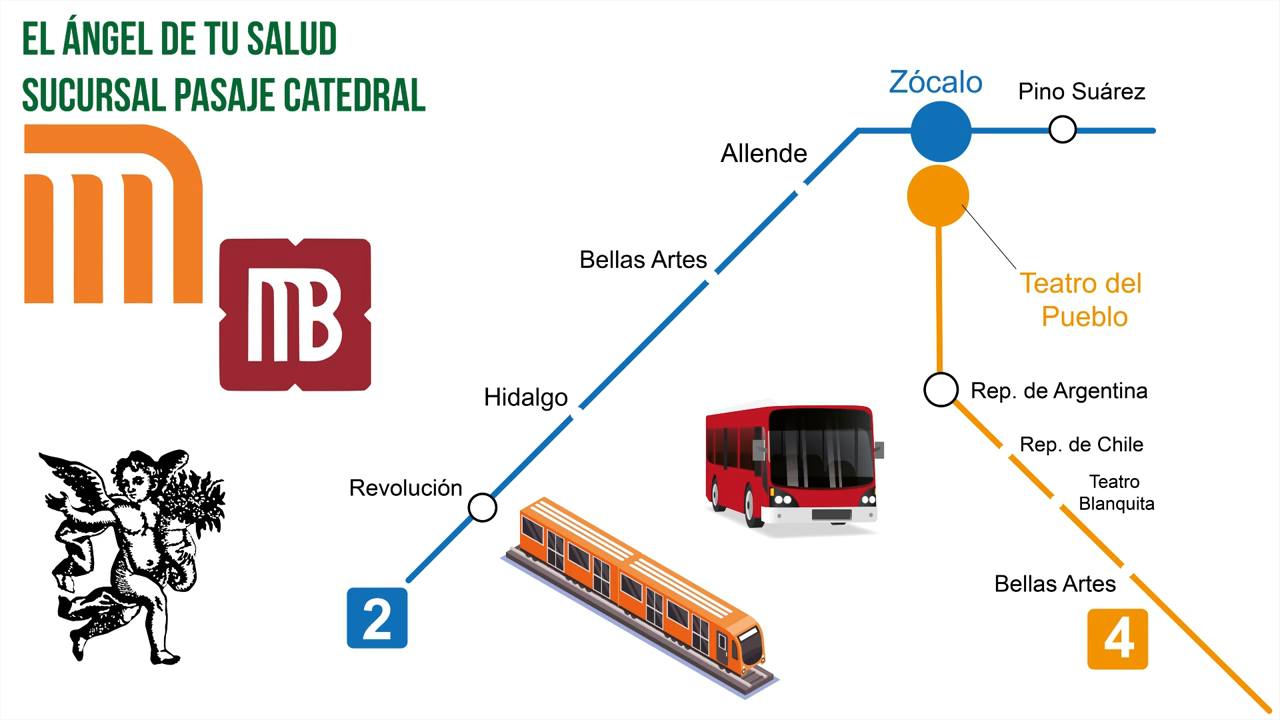 EL ÁNGEL DE TU SALUD
SUCURSAL PASAJE CATEDRAL
MB
Zócalo
Pino Suárez
Allende
Bellas Artes
Hidalgo
Revolución
2
Teatro del
Pueblo
Rep. de Argentina
Rep. de Chile
Teatro
Blanquita
Bellas Artes
4